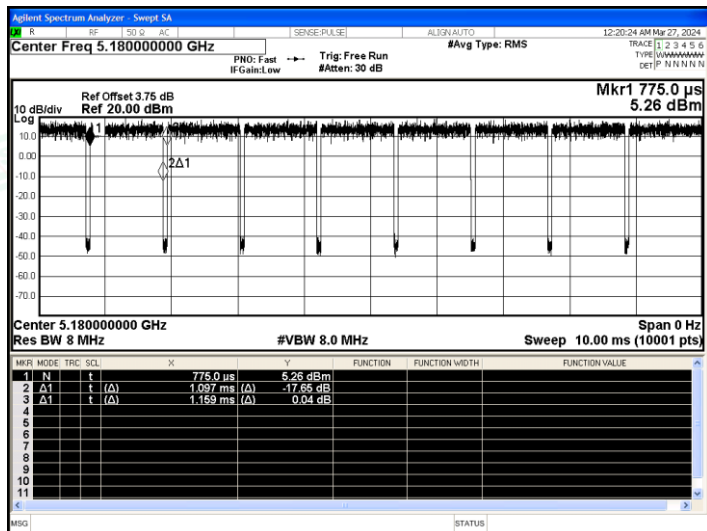 Agilent Spectrum Analyzer - Swept SA
R RF 50 Ω AC SENSE:PULSE ALIGN AUTO 12:20:24 AM Mar 27, 2024
Center Freq 5.180000000 GHz #Avg Type: RMS TRACE 1 2 3 4 5 6
PNO: Fast Trig: Free Run TYPE
IFGain:Low #Atten: 30 dB DET P N N N N N
Mkr1 775.0 µs
Ref Offset 3.75 dB
10 dB/div Ref 20.00 dBm 5.26 dBm
Log
10.0
1
0.00
2Δ1
-10.0
-20.0
-30.0
-40.0
-50.0
-60.0
-70.0
Center 5.180000000 GHz Span 0 Hz
Res BW 8 MHz #VBW 8.0 MHz Sweep 10.00 ms (10001 pts)
MKR MODE TRC SCL X Y FUNCTION FUNCTION WIDTH FUNCTION VALUE
1 N t 775.0 µs 5.26 dBm
2 Δ1 t (Δ) 1.097 ms (Δ) -17.65 dB
3 Δ1 t (Δ) 1.159 ms (Δ) 0.04 dB
4
5
6
7
8
9
10
11
MSG STATUS